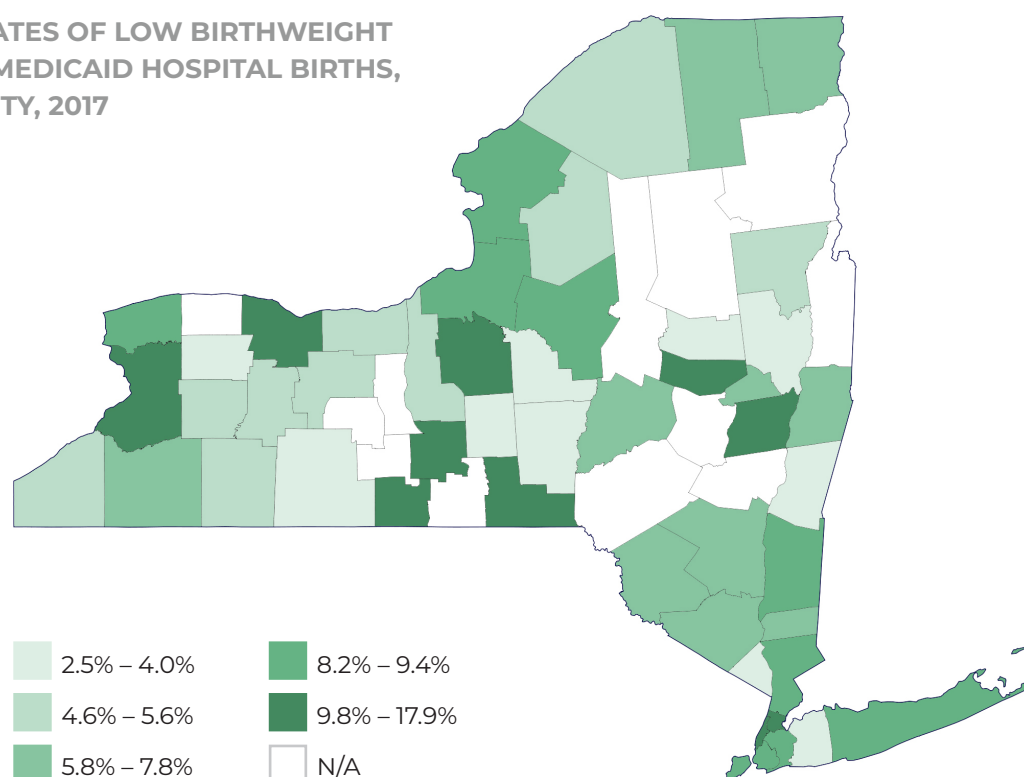 ATES OF LOW BIRTHWEIGHT
MEDICAID HOSPITAL BIRTHS,
TY, 2017
2.5% – 4.0%
4.6% – 5.6%
5.8% – 7.8%
8.2% – 9.4%
9.8% – 17.9%
N/A